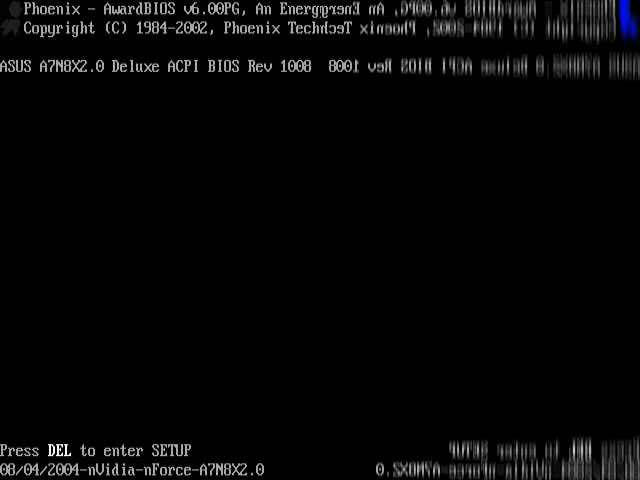 Phoenix - AwardBIOS v6.00PG, An Energy
Copyright (C) 1984-2002, Phoenix Tech
ASUS A7N8X2.0 Deluxe ACPI BIOS Rev 1008
Press DEL to enter SETUP
08/04/2004-nVidia-nForce-A7N8X2.0